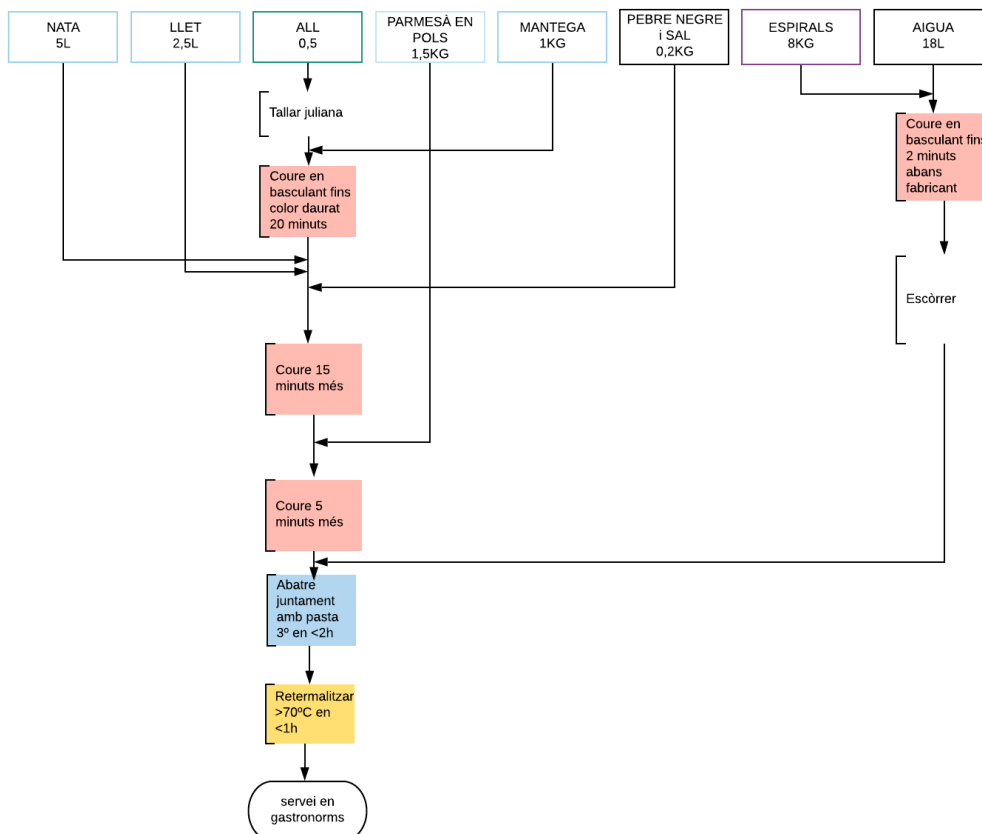 NATA
5L
LLET
2,5L
ALL
0,5
PARMESÀ EN
POLS
1,5KG
MANTEGA
1KG
PEBRE NEGRE
i SAL
0,2KG
ESPIRALS
8KG
AIGUA
18L
Tallar juliana
Coure en
basculant fins
2 minuts
abans
fabricant
Coure en
basculant fins
color daurat
20 minuts
Escòrrer
Coure 15
minuts més
Coure 5
minuts més
Abatre
juntament
amb pasta
3º en <2h
Retermalitzar
>70ºC en
<1h
servei en
gastronorms